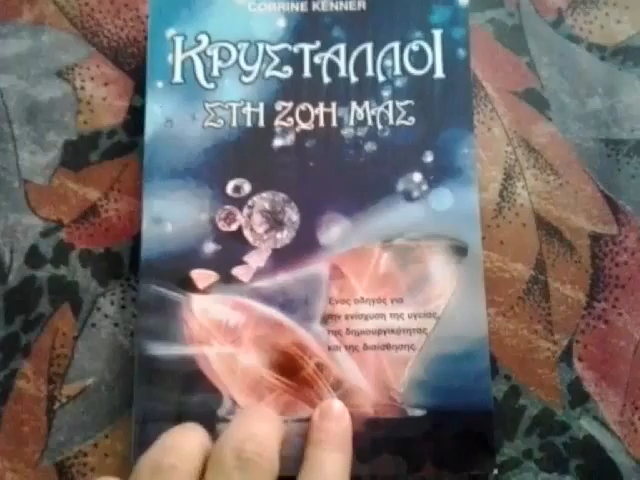 CORRINE KENNER
ΚΡΥΣΤΑΛΛΟΙ
ΣΤΗ ΖΩΗ ΜΑΣ
Ένας οδηγός για
την ενίσχυση της υγείας,
της δημιουργικότητας
και της διαίσθησης.